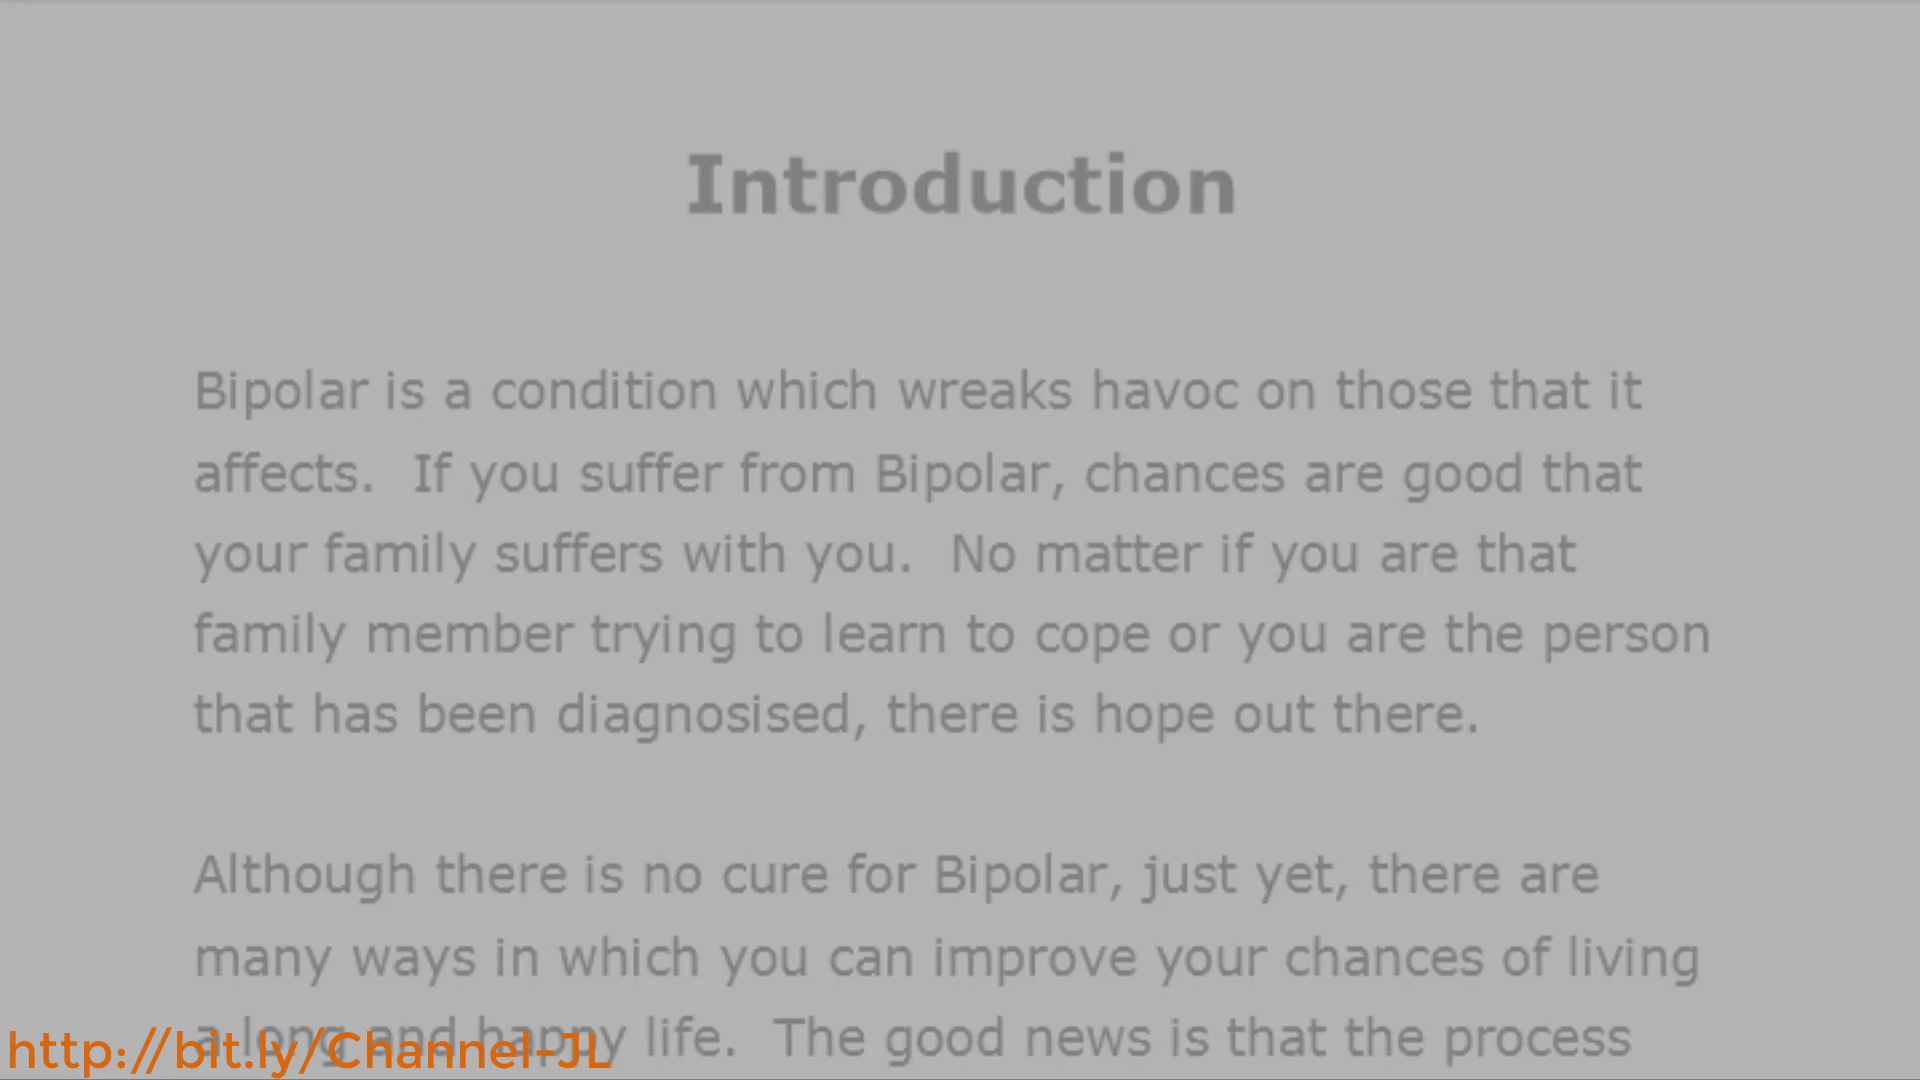 Introduction
Bipolar is a condition which wreaks havoc on those that it
affects.  If you suffer from Bipolar, chances are good that
your family suffers with you.  No matter if you are that
family member trying to learn to cope or you are the person
that has been diagnosised, there is hope out there.
Although there is no cure for Bipolar, just yet, there are
many ways in which you can improve your chances of living
a long and happy life.  The good news is that the process
http://bit.ly/Channel-JL